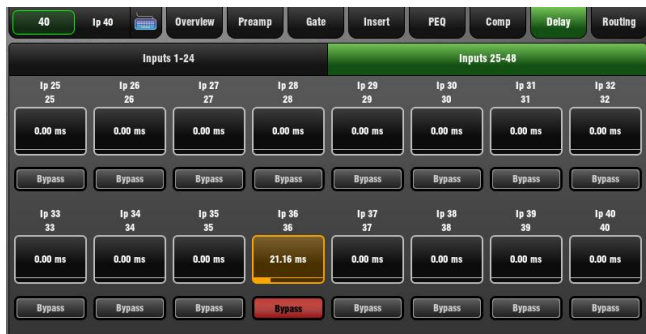 40 Ip 40 Overview Preamp Gate Insert PEQ Comp Delay Routing
Inputs 1-24 Inputs 25-48
Ip 25 Ip 26 Ip 27 Ip 28 Ip 29 Ip 30 Ip 31 Ip 32
25 26 27 28 29 30 31 32
0.00 ms 0.00 ms 0.00 ms 0.00 ms 0.00 ms 0.00 ms 0.00 ms 0.00 ms
Bypass Bypass Bypass Bypass Bypass Bypass Bypass Bypass
Ip 33 Ip 34 Ip 35 Ip 36 Ip 37 Ip 38 Ip 39 Ip 40
33 34 35 36 37 38 39 40
0.00 ms 0.00 ms 0.00 ms 21.16 ms 0.00 ms 0.00 ms 0.00 ms 0.00 ms
Bypass Bypass Bypass Bypass Bypass Bypass Bypass Bypass